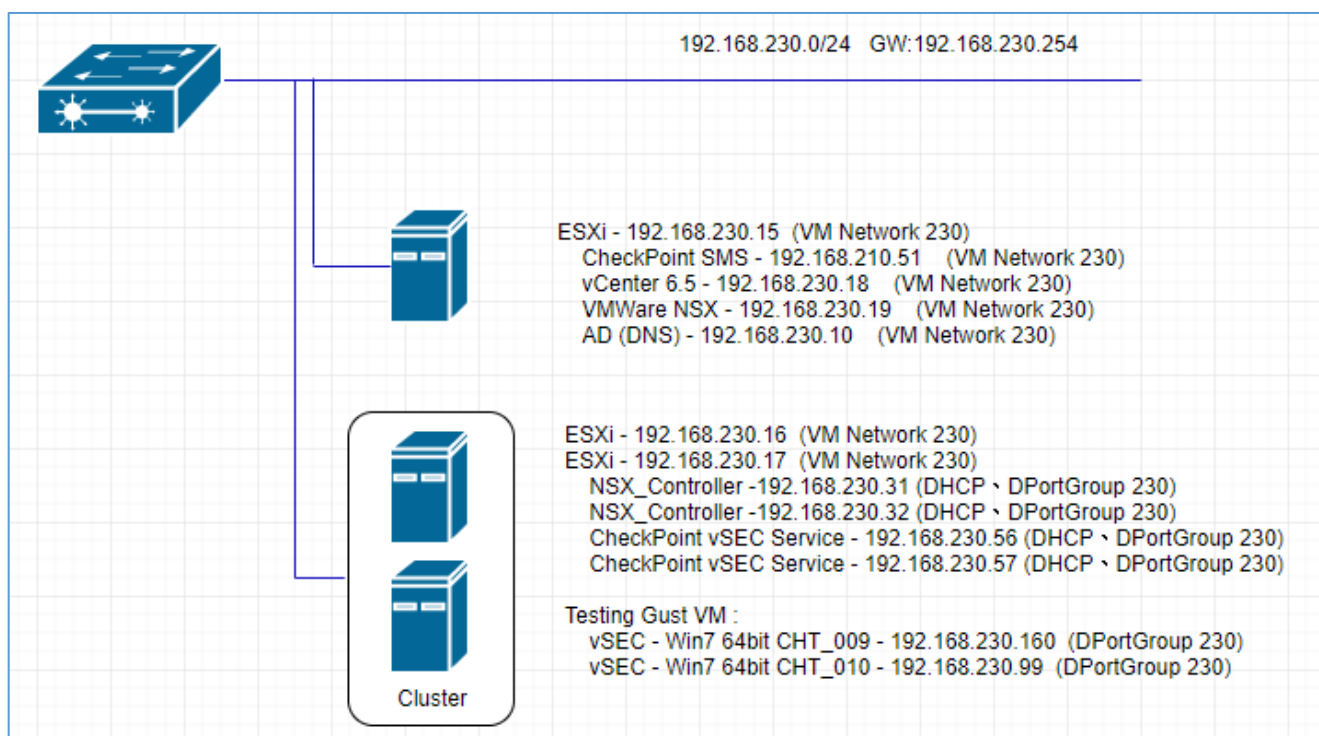 192.168.230.0/24 GW:192.168.230.254
ESXi - 192.168.230.15 (VM Network 230)
CheckPoint SMS - 192.168.210.51 (VM Network 230)
vCenter 6.5 - 192.168.230.18 (VM Network 230)
VMWare NSX - 192.168.230.19 (VM Network 230)
AD (DNS) - 192.168.230.10 (VM Network 230)
ESXi - 192.168.230.16 (VM Network 230)
ESXi - 192.168.230.17 (VM Network 230)
NSX_Controller -192.168.230.31 (DHCP、DPortGroup 230)
NSX_Controller -192.168.230.32 (DHCP、DPortGroup 230)
CheckPoint vSEC Service - 192.168.230.56 (DHCP、DPortGroup 230)
CheckPoint vSEC Service - 192.168.230.57 (DHCP、DPortGroup 230)
Testing Gust VM :
vSEC - Win7 64bit CHT_009 - 192.168.230.160 (DPortGroup 230)
vSEC - Win7 64bit CHT_010 - 192.168.230.99 (DPortGroup 230)
Cluster